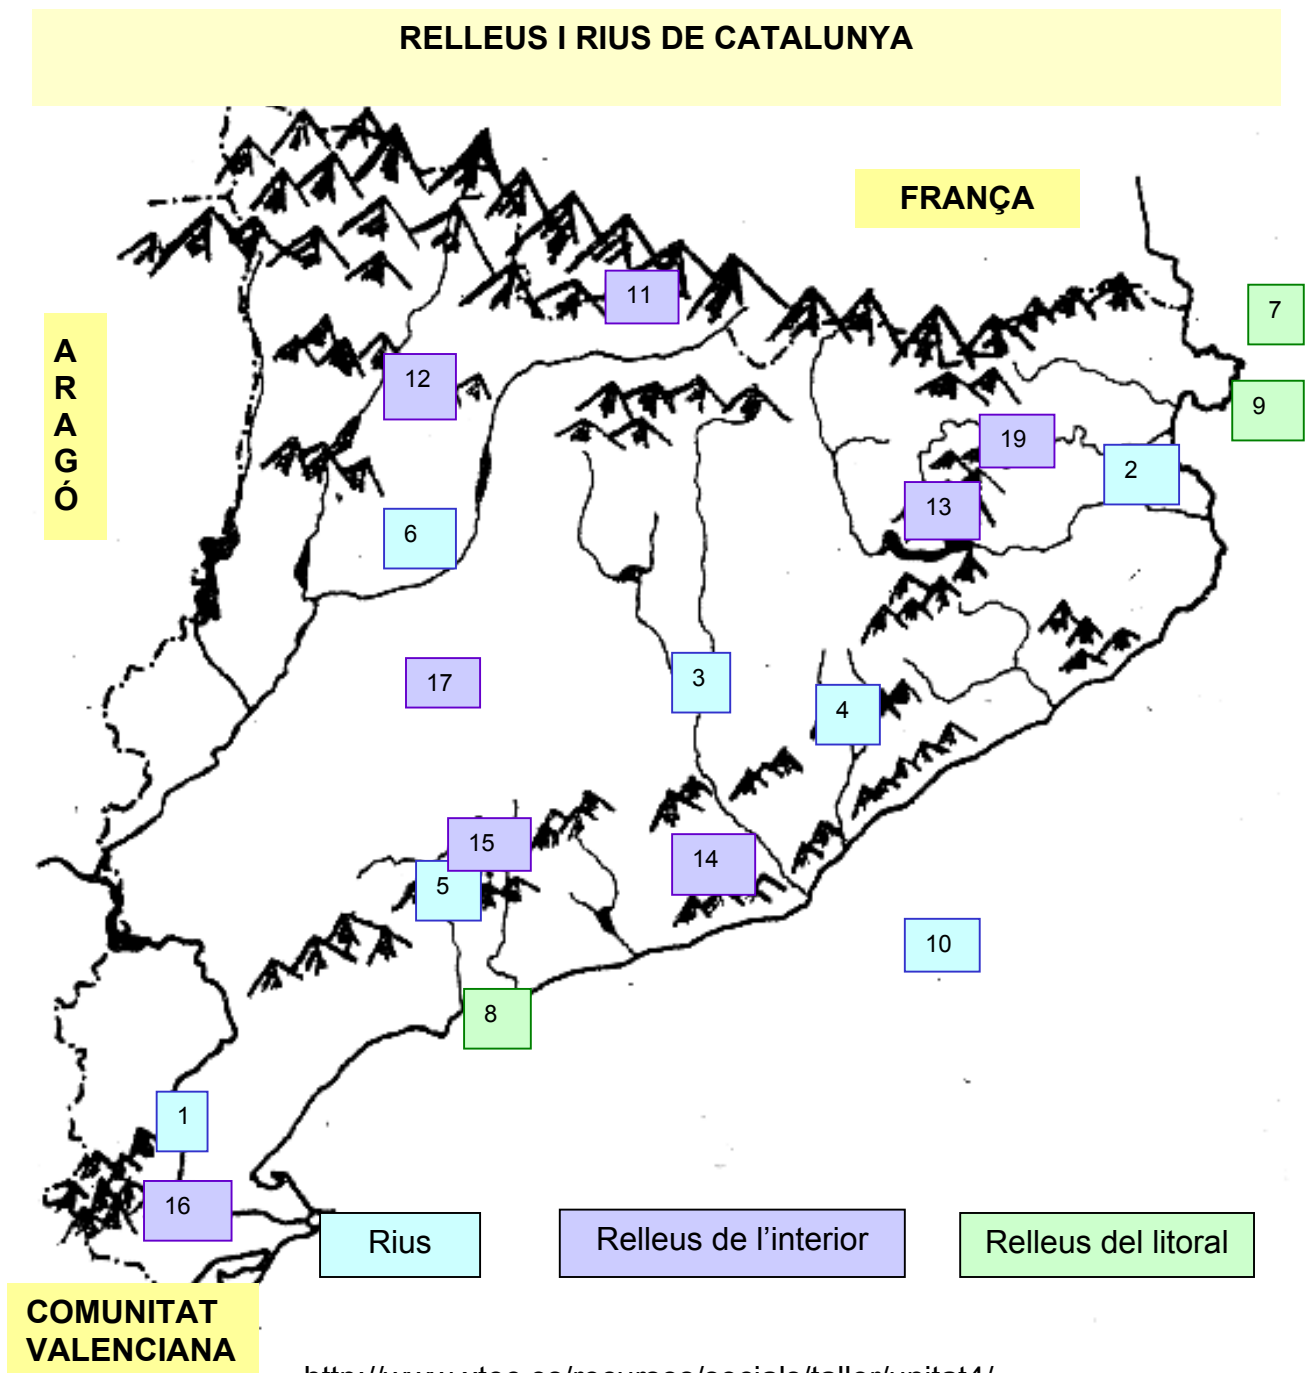 RELLEUS I RIUS DE CATALUNYA
FRANÇA
11
7
A
R
A
G
Ó
12
9
19
2
13
6
17
3
4
15
14
5
10
8
1
16
Rius
Relleus de l’interior
Relleus del litoral
COMUNITAT
VALENCIANA